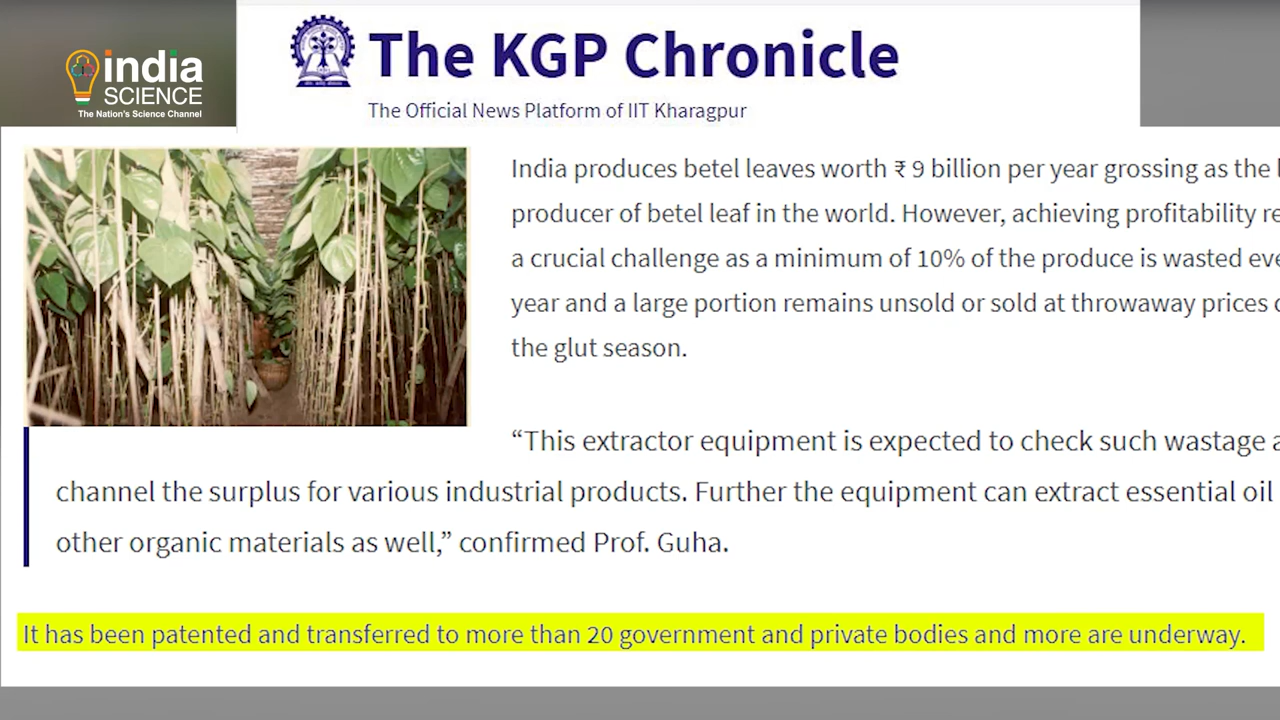 india
SCIENCE
The Nation's Science Channel
The KGP Chronicle
The Official News Platform of IIT Kharagpur
India produces betel leaves worth ₹ 9 billion per year grossing as the
producer of betel leaf in the world. However, achieving profitability
a crucial challenge as a minimum of 10% of the produce is wasted
year and a large portion remains unsold or sold at throwaway prices
the glut season.
“This extractor equipment is expected to check such wastage
channel the surplus for various industrial products. Further the equipment can extract essential oil
other organic materials as well,” confirmed Prof. Guha.
It has been patented and transferred to more than 20 government and private bodies and more are underway.